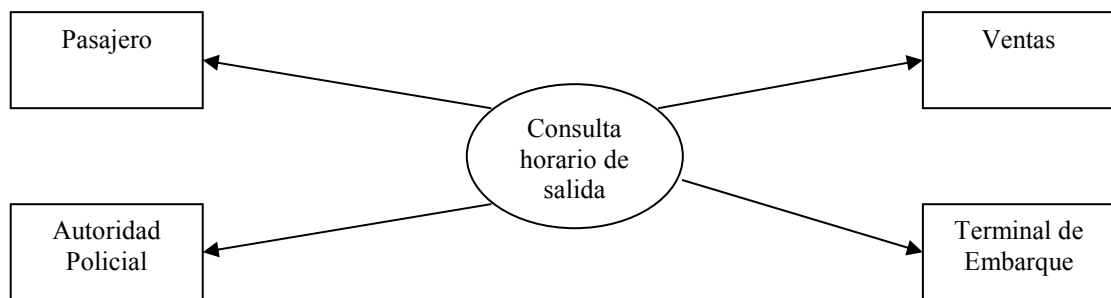 Pasajero
Ventas
Consulta
horario de
salida
Autoridad
Policial
Terminal de
Embarque